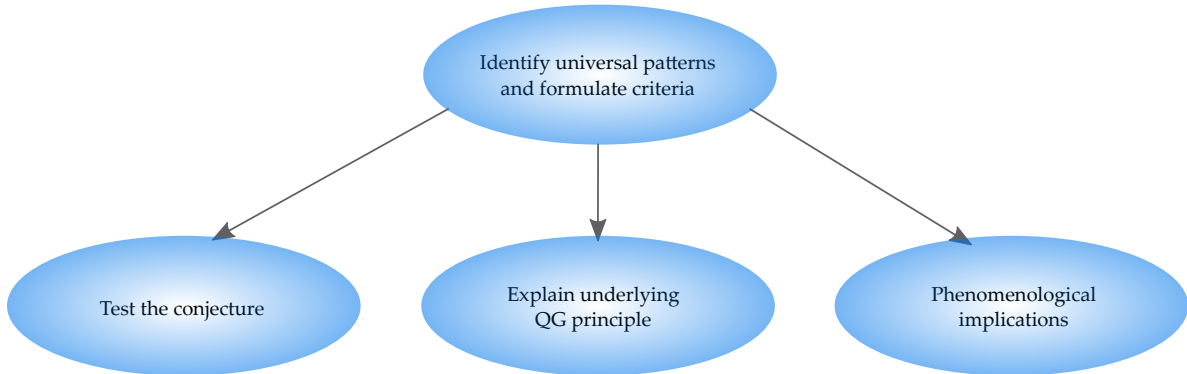 Identify universal patterns
and formulate criteria
Test the conjecture
Explain underlying
QG principle
Phenomenological
implications